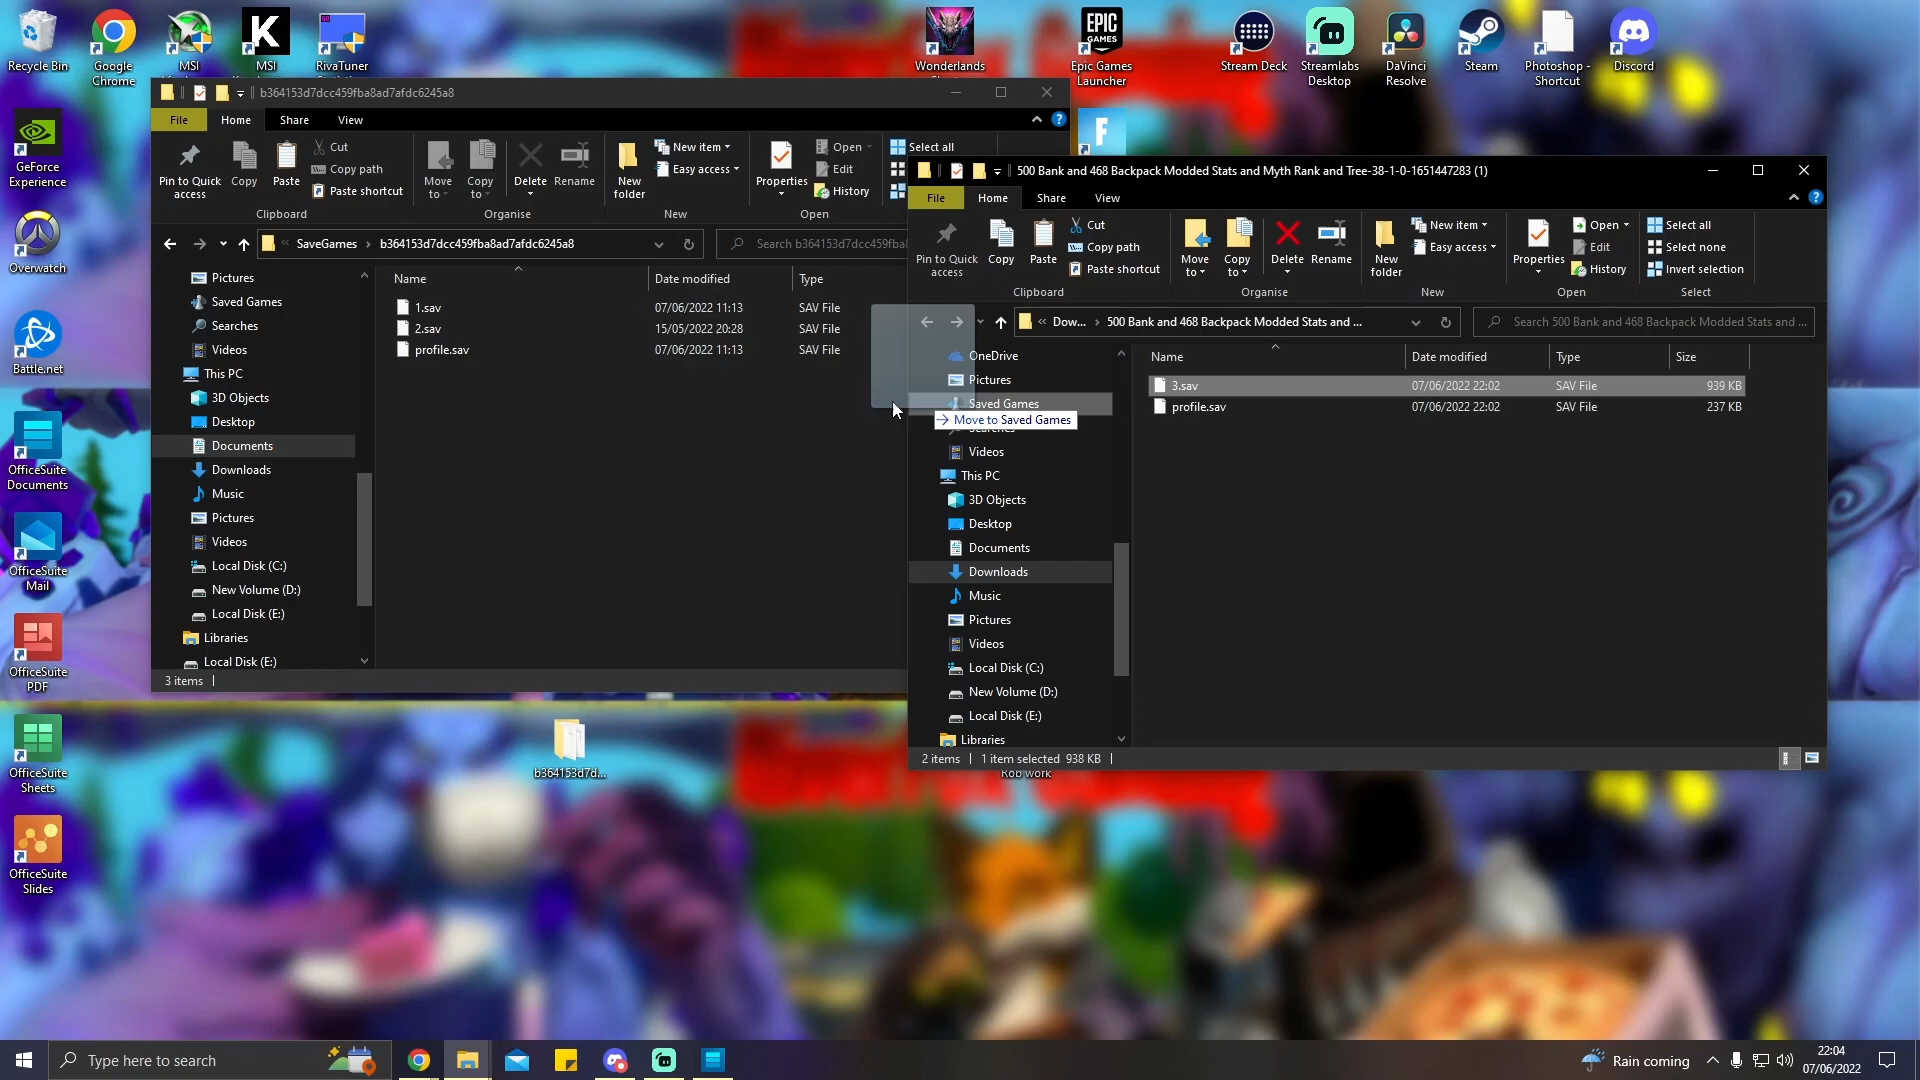 Recycle Bin
Google Chrome
MSI
MSI
RivaTuner
Wonderlands
Epic Games Launcher
EPIC GAMES
Stream Deck
Streamlabs Desktop
DaVinci Resolve
Steam
Photoshop - Shortcut
Discord
GeForce Experience
Overwatch
Battle.net
OfficeSuite Documents
OfficeSuite Mail
OfficeSuite PDF
OfficeSuite Sheets
OfficeSuite Slides
b364153d7d...
Rob work
b364153d7dcc459fba8ad7afdc6245a8
File Home Share View
Pin to Quick access
Copy
Paste
Cut
Copy path
Paste shortcut
Clipboard
Move to
Copy to
Delete
Rename
Organise
New folder
New item
Easy access
New
Properties
Open
Edit
History
Open
Select all
« SaveGames › b364153d7dcc459fba8ad7afdc6245a8
Search b364153d7dcc459fba
Name Date modified Type
1.sav 07/06/2022 11:13 SAV File
2.sav 15/05/2022 20:28 SAV File
profile.sav 07/06/2022 11:13 SAV File
Pictures
Saved Games
Searches
Videos
This PC
3D Objects
Desktop
Documents
Downloads
Music
Pictures
Videos
Local Disk (C:)
New Volume (D:)
Local Disk (E:)
Libraries
Local Disk (E:)
3 items
500 Bank and 468 Backpack Modded Stats and Myth Rank and Tree-38-1-0-1651447283 (1)
File Home Share View
Pin to Quick access
Copy
Paste
Cut
Copy path
Paste shortcut
Clipboard
Move to
Copy to
Delete
Rename
Organise
New folder
New item
Easy access
New
Properties
Open
Edit
History
Open
Select all
Select none
Invert selection
Select
« Dow... › 500 Bank and 468 Backpack Modded Stats and ...
Search 500 Bank and 468 Backpack Modded Stats and ...
Name Date modified Type Size
3.sav 07/06/2022 22:02 SAV File 939 KB
profile.sav 07/06/2022 22:02 SAV File 237 KB
OneDrive
Pictures
Saved Games
Move to Saved Games
Searches
Videos
This PC
3D Objects
Desktop
Documents
Downloads
Music
Pictures
Videos
Local Disk (C:)
New Volume (D:)
Local Disk (E:)
Libraries
2 items 1 item selected 938 KB
Type here to search
Rain coming
22:04
07/06/2022